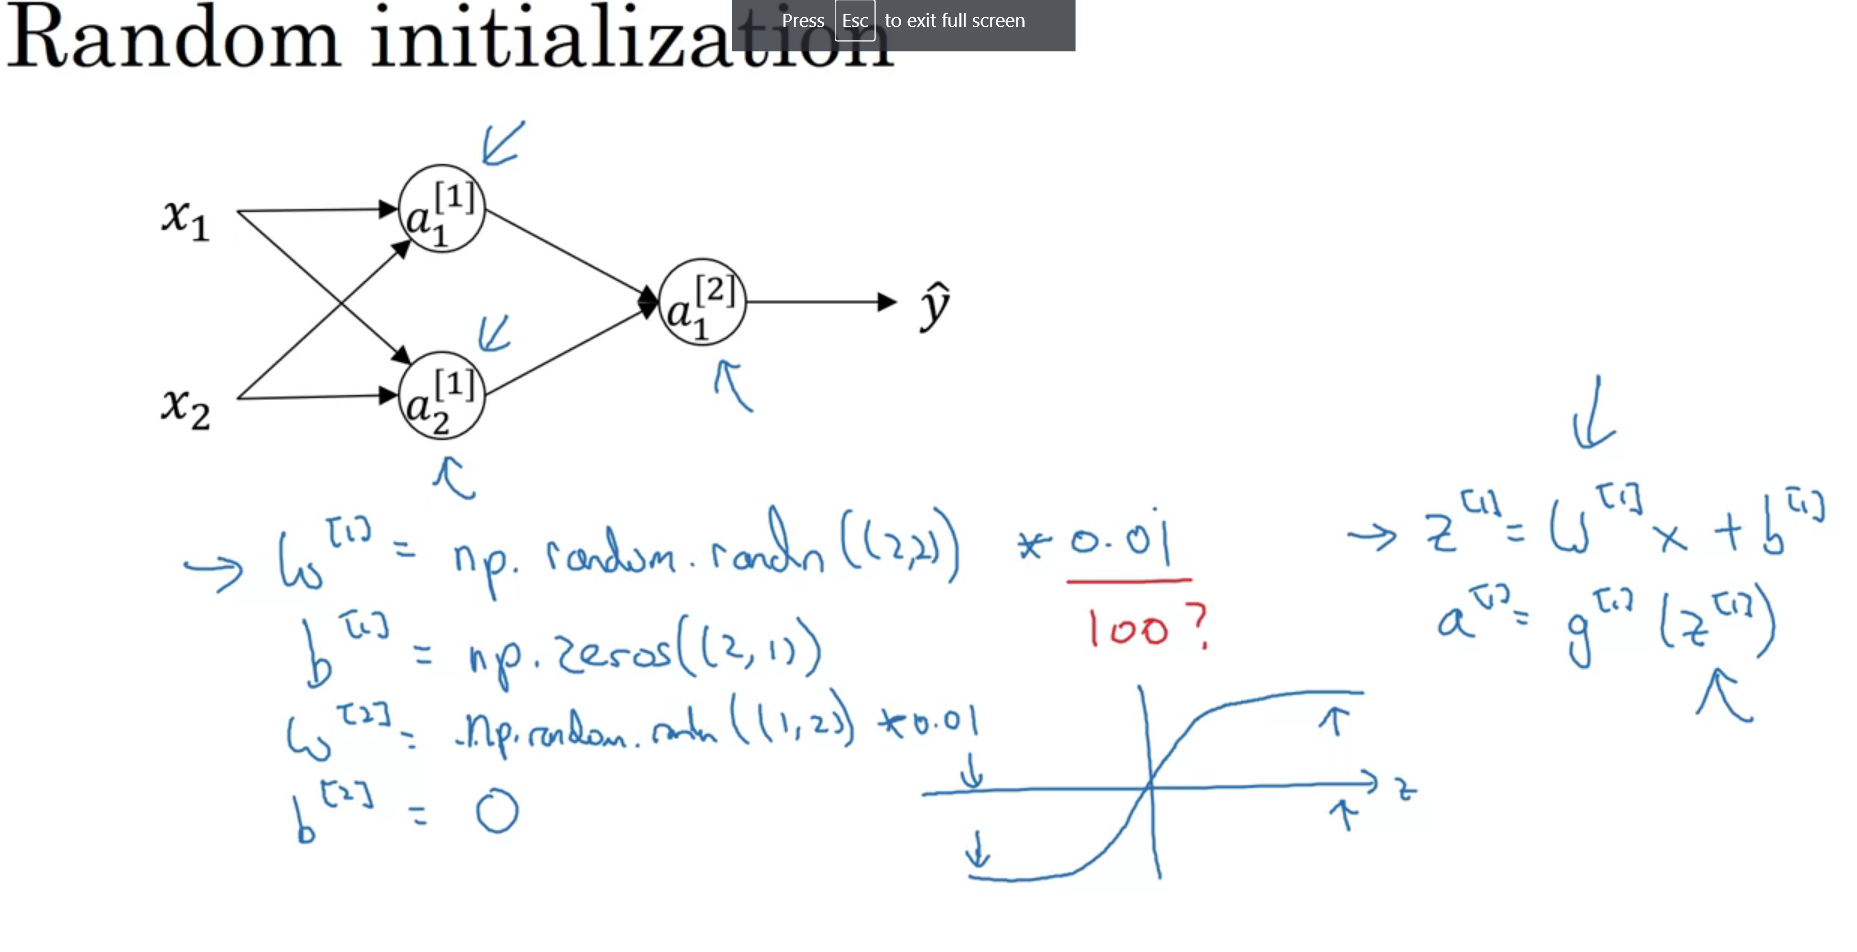 Random initialization
Press Esc to exit full screen
x₁
a₁^[1]
x₂
a₂^[1]
a₁^[2]
ŷ
→ W^[1] = np.random.randn((2,2)) * 0.01
100?
b^[1] = np.zeros((2,1))
W^[2] = np.random.randn((1,2)) * 0.01
b^[2] = 0
→ z^[1] = W^[1] x + b^[1]
a^[1] = g^[1](z^[1])
z